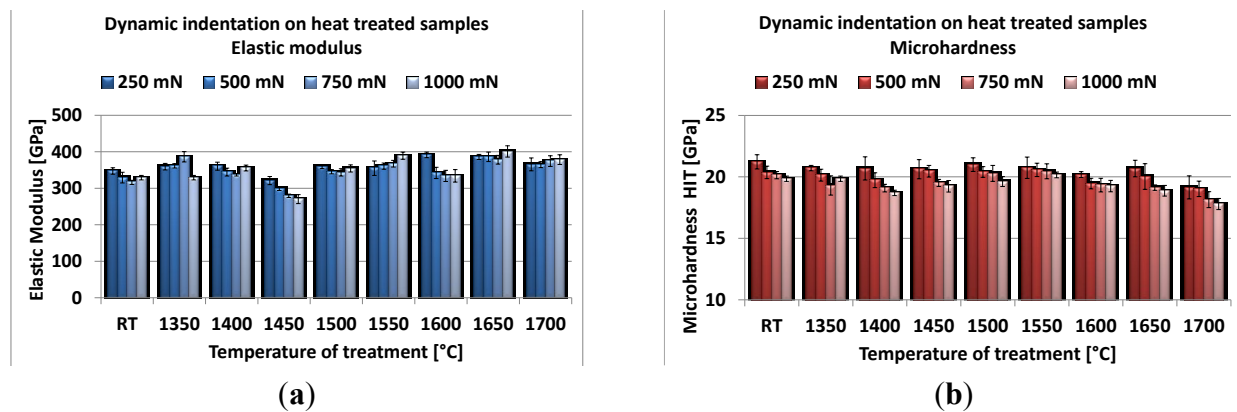 Dynamic indentation on heat treated samples
Elastic modulus
250 mN 500 mN 750 mN 1000 mN
Elastic Modulus [GPa]
500
400
300
200
100
0
RT 1350 1400 1450 1500 1550 1600 1650 1700
Temperature of treatment [°C]
(a)
Dynamic indentation on heat treated samples
Microhardness
250 mN 500 mN 750 mN 1000 mN
Microhardness HIT [GPa]
25
20
15
10
RT 1350 1400 1450 1500 1550 1600 1650 1700
Temperature of treatment [°C]
(b)